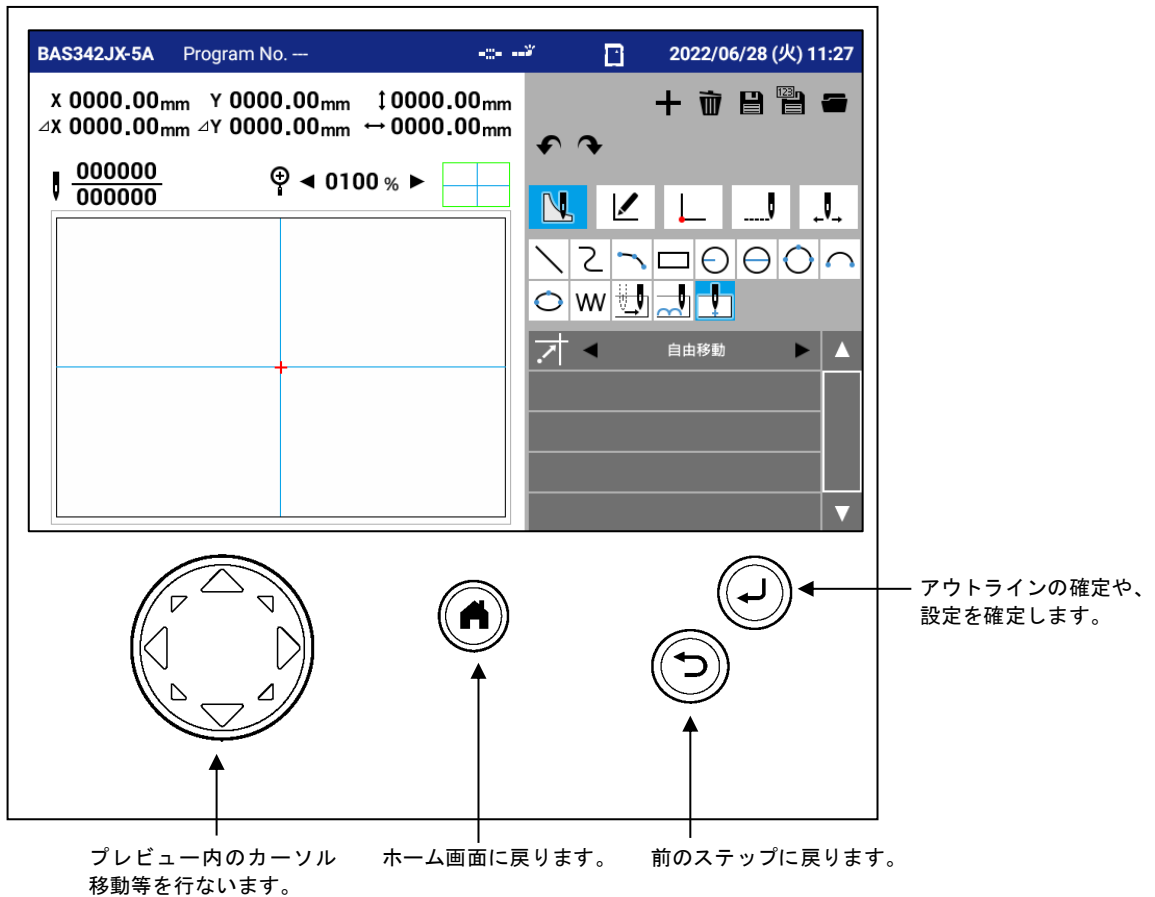 BAS342JX-5A Program No. --- 2022/06/28 (火) 11:27
X 0000.00mm Y 0000.00mm ↕0000.00mm
⊿X 0000.00mm ⊿Y 0000.00mm ↔0000.00mm
000000
000000
◀ 0100 % ▶
123
◀ 自由移動 ▶ ▲
▼
アウトラインの確定や、
設定を確定します。
プレビュー内のカーソル
移動等を行ないます。
ホーム画面に戻ります。
前のステップに戻ります。